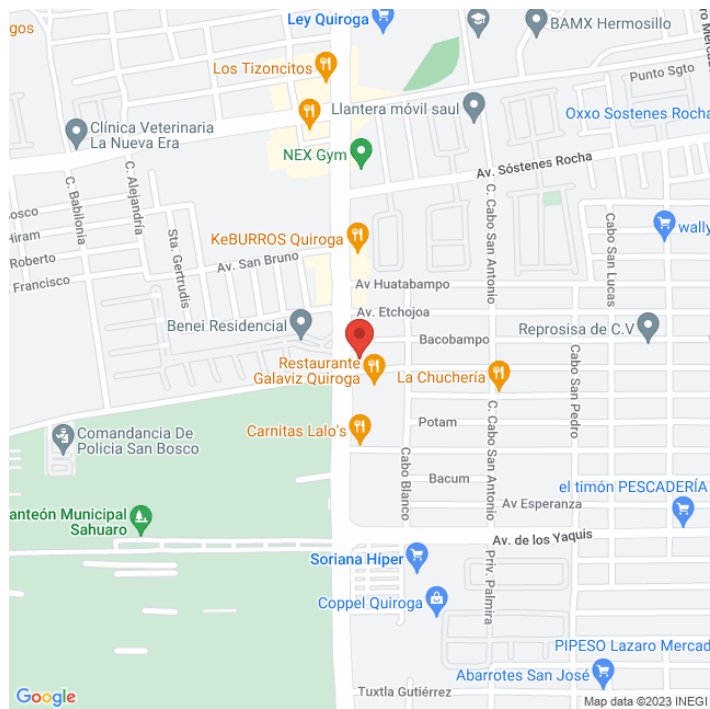 Ley Quiroga
BAMX Hermosillo
Los Tizoncitos
Punto Sgto
Llantera móvil saul
Oxxo Sostenes Rocha
Clínica Veterinaria
La Nueva Era
NEX Gym
Av. Sóstenes Rocha
C. Alejandría
C. Babilonia
Sta. Gertrudis
C. Cabo San Antonio
Cabo San Lucas
Hiram
Roberto
Francisco
KeBURROS Quiroga
Av. San Bruno
wally
Av Huatabampo
Av. Etchojoa
Benei Residencial
Bacobampo
Reprosisa de C.V
Restaurante
Galaviz Quiroga
La Chuchería
Cabo San Pedro
Carnitas Lalo's
Potam
C. Cabo San Antonio
Comandancia De
Policia San Bosco
Cabo Blanco
Bacum
el timón PESCADERÍA
Av Esperanza
anteón Municipal
Sahuaro
Av. de los Yaquis
Soriana Híper
Priv. Palmira
Coppel Quiroga
PIPESO Lazaro Mercad
Abarrotes San José
Tuxtla Gutiérrez
Google
Map data ©2023 INEGI